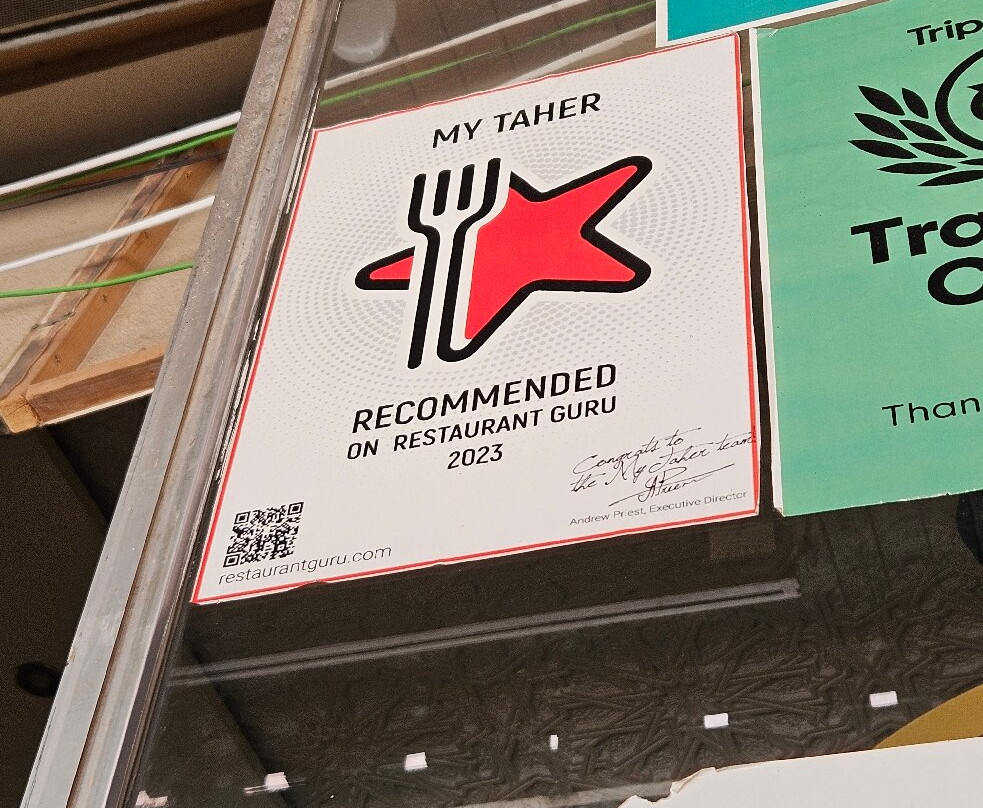 MY TAHER
RECOMMENDED
ON RESTAURANT GURU
2023
Congrats to
the My Taher team
Andrew Priest, Executive Director
restaurantguru.com
Trip
Tra
Than